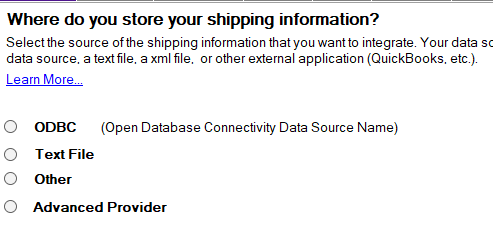 Where do you store your shipping information?
Select the source of the shipping information that you want to integrate. Your data
data source, a text file, a xml file, or other external application (QuickBooks, etc.).
Learn More...
ODBC (Open Database Connectivity Data Source Name)
Text File
Other
Advanced Provider